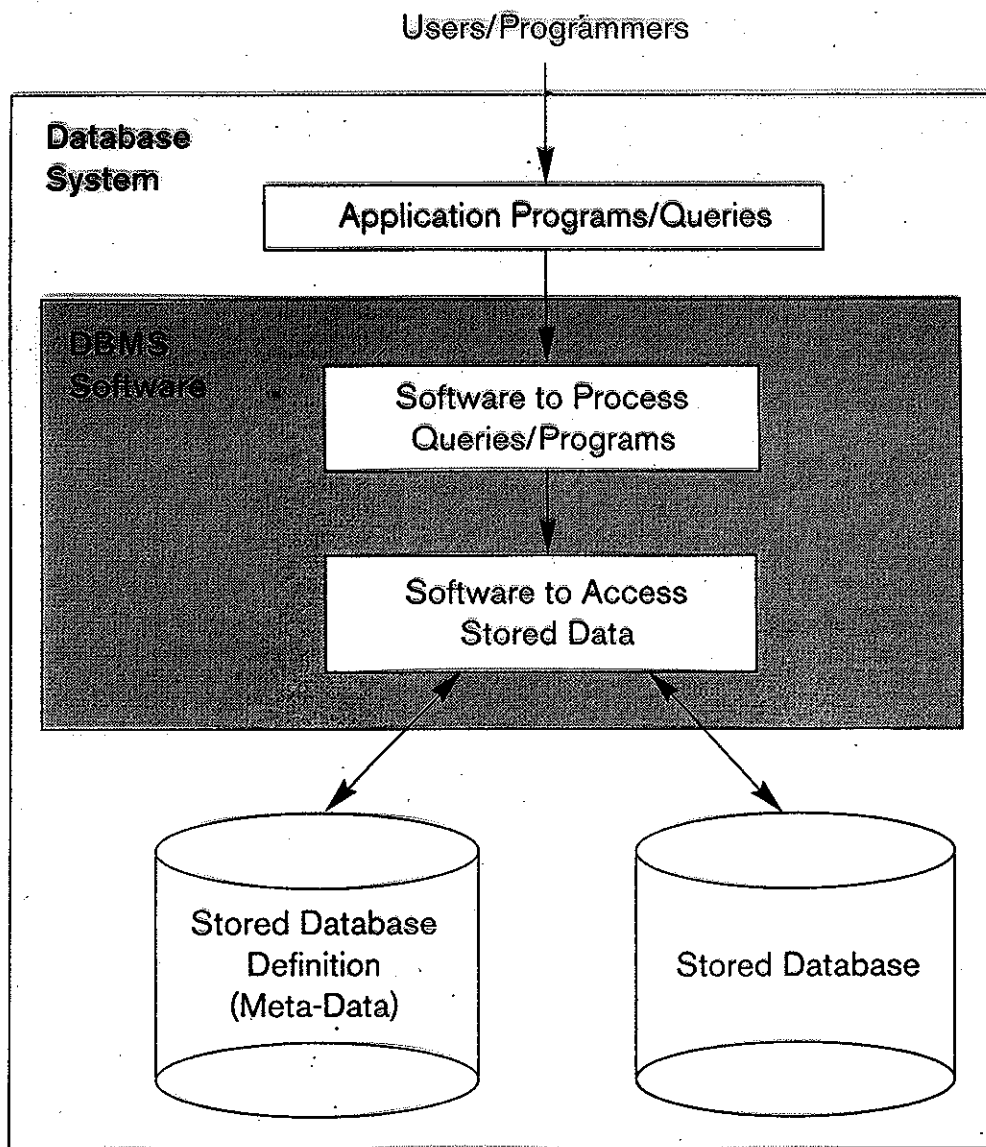 Users/Programmers
Database
System
Application Programs/Queries
DBMS
Software
Software to Process
Queries/Programs
Software to Access
Stored Data
Stored Database
Definition
(Meta-Data)
Stored Database